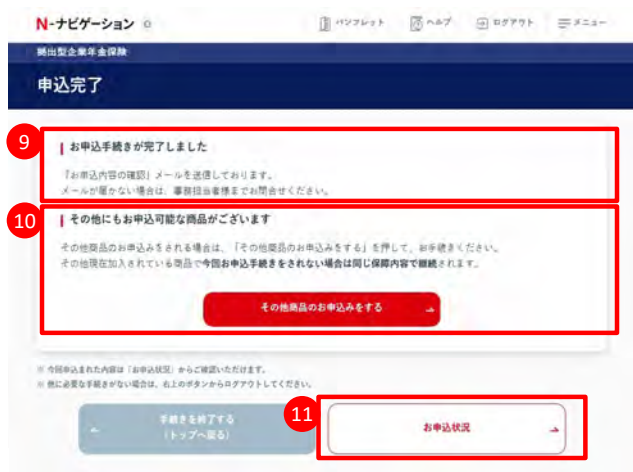 N-ナビゲーション
パンフレット ヘルプ ログアウト メニュー
拠出型企業年金保険
申込完了
9
お申込手続きが完了しました
『お申込内容の確認』メールを送信しております。
メールが届かない場合は、事務担当者様までお問合せください。
10
その他にもお申込可能な商品がございます
その他商品のお申込みをされる場合は、「その他商品のお申込みをする」を押して、お手続きください。
その他現在加入されている商品で今回お申込手続きをされない場合は同じ保障内容で継続されます。
その他商品のお申込みをする
※ 今回申込まれた内容は「お申込状況」からご確認いただけます。
※ 他に必要な手続きがない場合は、右上のボタンからログアウトしてください。
手続きを終了する
(トップへ戻る)
11
お申込状況